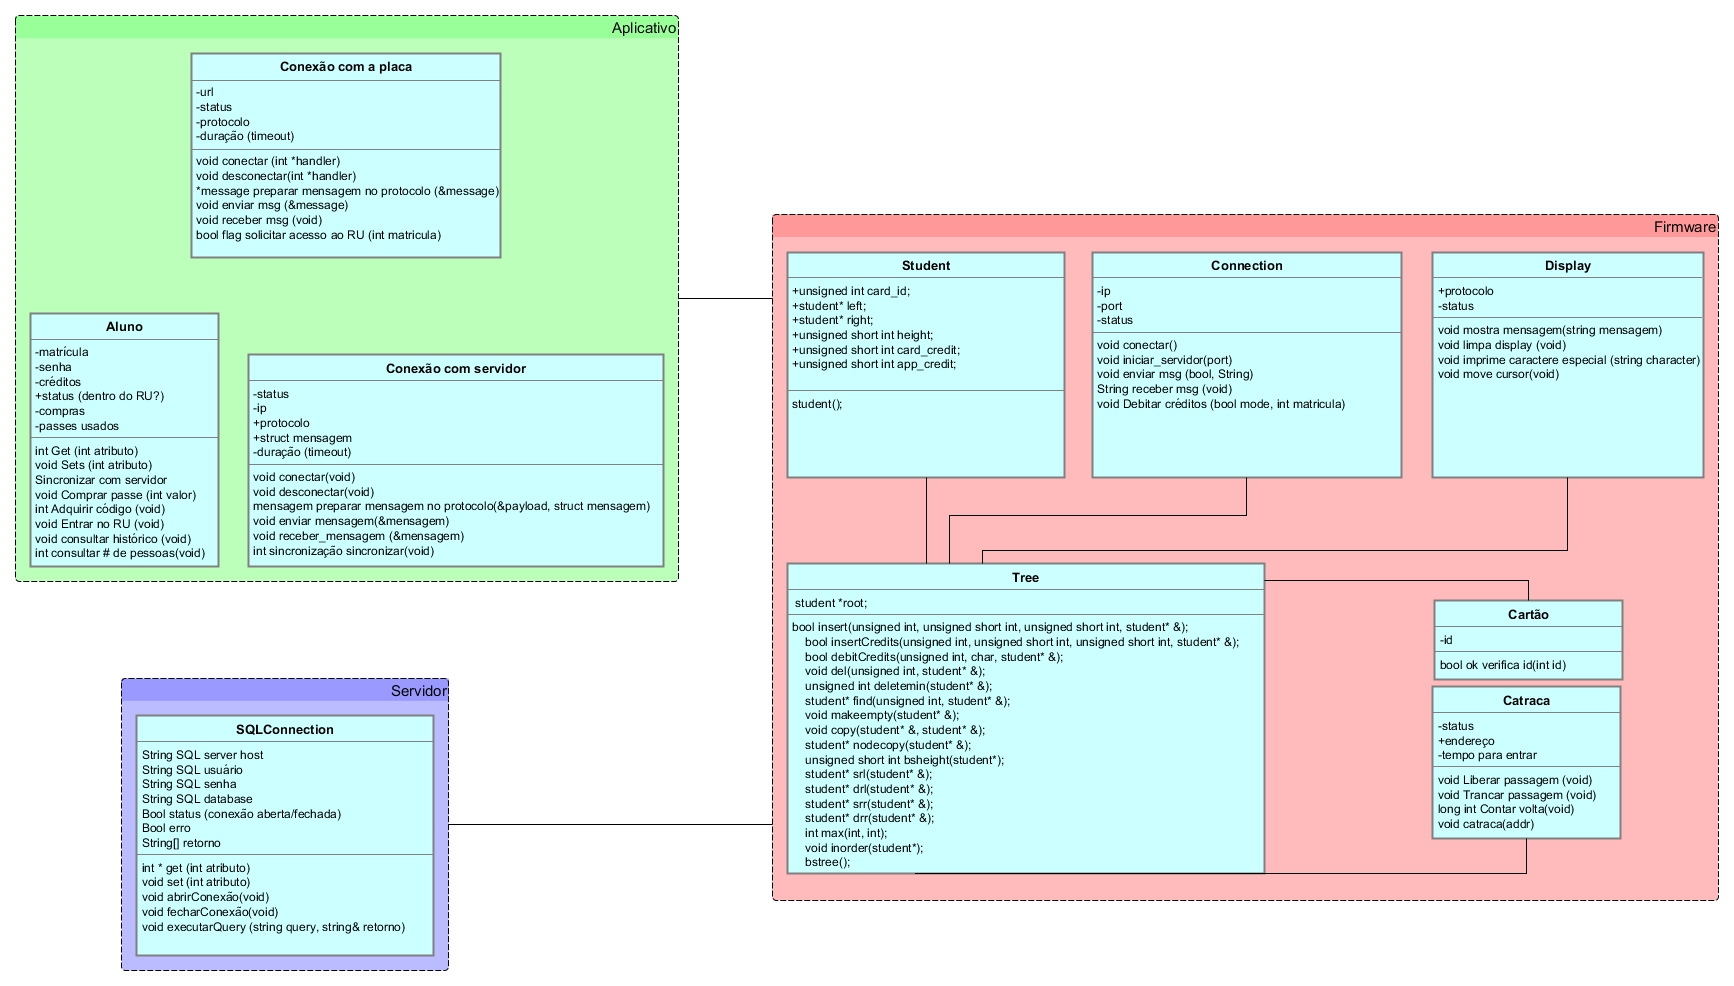 Aplicativo
Conexão com a placa
-url
-status
-protocolo
-duração (timeout)
void conectar (int *handler)
void desconectar(int *handler)
*message preparar mensagem no protocolo (&message)
void enviar msg (&message)
void receber msg (void)
bool flag solicitar acesso ao RU (int matricula)
Aluno
-matrícula
-senha
-créditos
+status (dentro do RU?)
-compras
-passes usados
int Get (int atributo)
void Sets (int atributo)
Sincronizar com servidor
void Comprar passe (int valor)
int Adquirir código (void)
void Entrar no RU (void)
void consultar histórico (void)
int consultar # de pessoas(void)
Conexão com servidor
-status
-ip
+protocolo
+struct mensagem
-duração (timeout)
void conectar(void)
void desconectar(void)
mensagem preparar mensagem no protocolo(&payload, struct mensagem)
void enviar mensagem(&mensagem)
void receber_mensagem (&mensagem)
int sincronização sincronizar(void)
Firmware
Student
+unsigned int card_id;
+student* left;
+student* right;
+unsigned short int height;
+unsigned short int card_credit;
+unsigned short int app_credit;
student();
Connection
-ip
-port
-status
void conectar()
void iniciar_servidor(port)
void enviar msg (bool, String)
String receber msg (void)
void Debitar créditos (bool mode, int matricula)
Display
+protocolo
-status
void mostra mensagem(string mensagem)
void limpa display (void)
void imprime caractere especial (string character)
void move cursor(void)
Tree
student *root;
bool insert(unsigned int, unsigned short int, unsigned short int, student* &);
bool insertCredits(unsigned int, unsigned short int, unsigned short int, student* &);
bool debitCredits(unsigned int, char, student* &);
void del(unsigned int, student* &);
unsigned int deletemin(student* &);
student* find(unsigned int, student* &);
void makeempty(student* &);
void copy(student* &, student* &);
student* nodecopy(student* &);
unsigned short int bsheight(student*);
student* srl(student* &);
student* drl(student* &);
student* srr(student* &);
student* drr(student* &);
int max(int, int);
void inorder(student*);
bstree();
Cartão
-id
bool ok verifica id(int id)
Catraca
-status
+endereço
-tempo para entrar
void Liberar passagem (void)
void Trancar passagem (void)
long int Contar volta(void)
void catraca(addr)
Servidor
SQLConnection
String SQL server host
String SQL usuário
String SQL senha
String SQL database
Bool status (conexão aberta/fechada)
Bool erro
String[] retorno
int * get (int atributo)
void set (int atributo)
void abrirConexão(void)
void fecharConexão(void)
void executarQuery (string query, string& retorno)